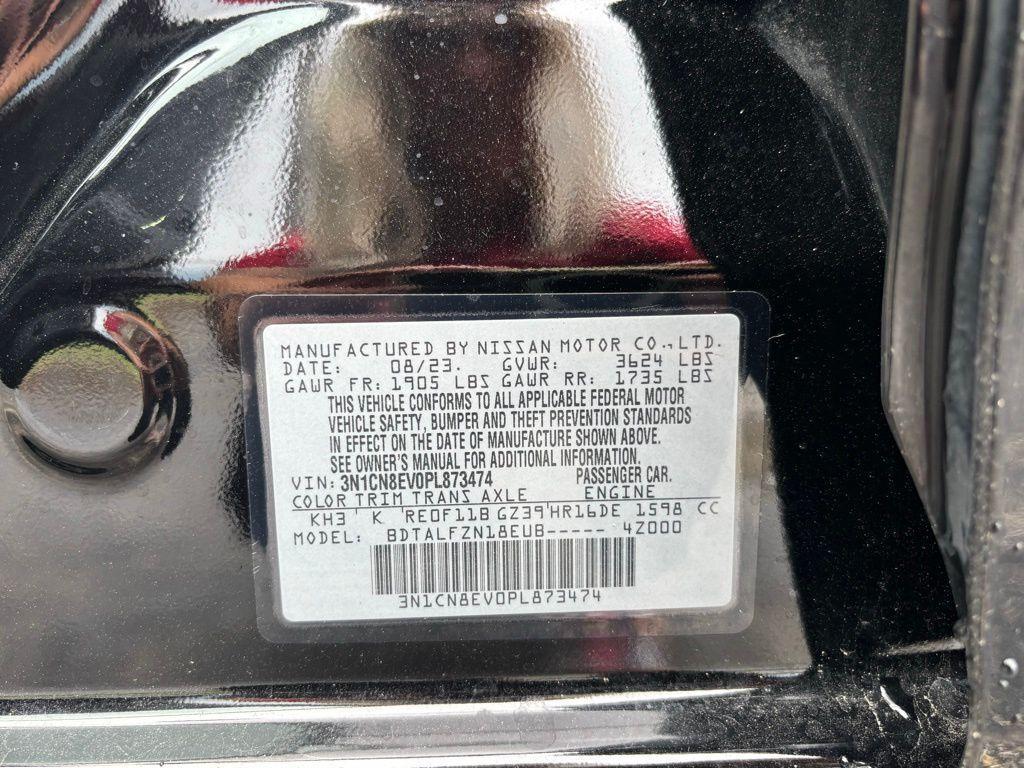 MANUFACTURED BY NISSAN MOTOR CO.,LTD.
DATE: 08/23. GVWR: 3624 LBS
GAWR FR: 1905 LBS GAWR RR: 1735 LBS
THIS VEHICLE CONFORMS TO ALL APPLICABLE FEDERAL MOTOR
VEHICLE SAFETY, BUMPER AND THEFT PREVENTION STANDARDS
IN EFFECT ON THE DATE OF MANUFACTURE SHOWN ABOVE.
SEE OWNER'S MANUAL FOR ADDITIONAL INFORMATION.
VIN: 3N1CN8EV0PL873474 PASSENGER CAR.
COLOR TRIM TRANS AXLE ENGINE
KH3 ' K 'RE0F11B GZ39'HR16DE 1598 CC
MODEL: BDTALFZN18EUB----- 4Z000
3N1CN8EV0PL873474